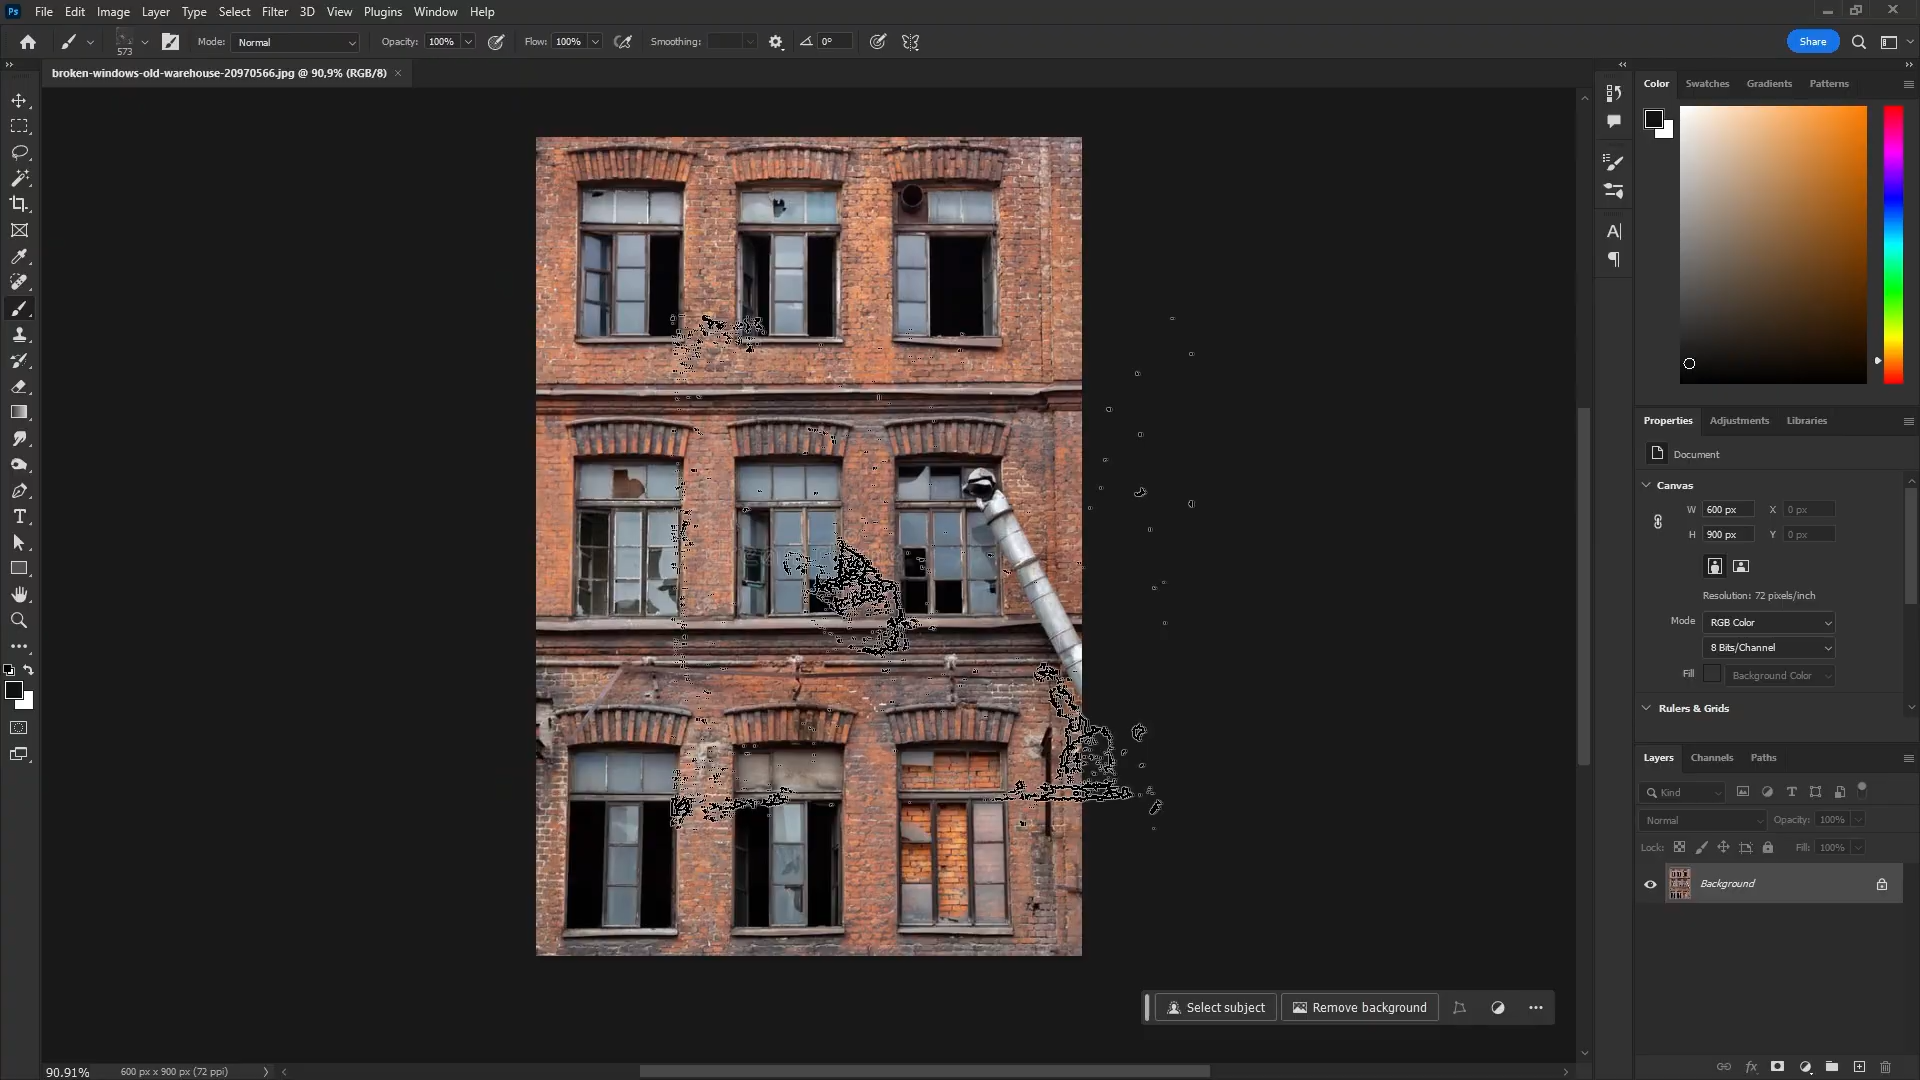 Ps File Edit Image Layer Type Select Filter 3D View Plugins Window Help
573 Mode: Normal Opacity: 100% Flow: 100% Smoothing: 0° Share
broken-windows-old-warehouse-20970566.jpg @ 90,9% (RGB/8) ×
Color Swatches Gradients Patterns
Properties Adjustments Libraries
Document
Canvas
W 600 px X 0 px
H 900 px Y 0 px
Resolution: 72 pixels/inch
Mode RGB Color
8 Bits/Channel
Fill Background Color
Rulers & Grids
Layers Channels Paths
Kind
Normal Opacity: 100%
Lock: Fill: 100%
Background
Select subject Remove background
90.91% 600 px x 900 px (72 ppi)